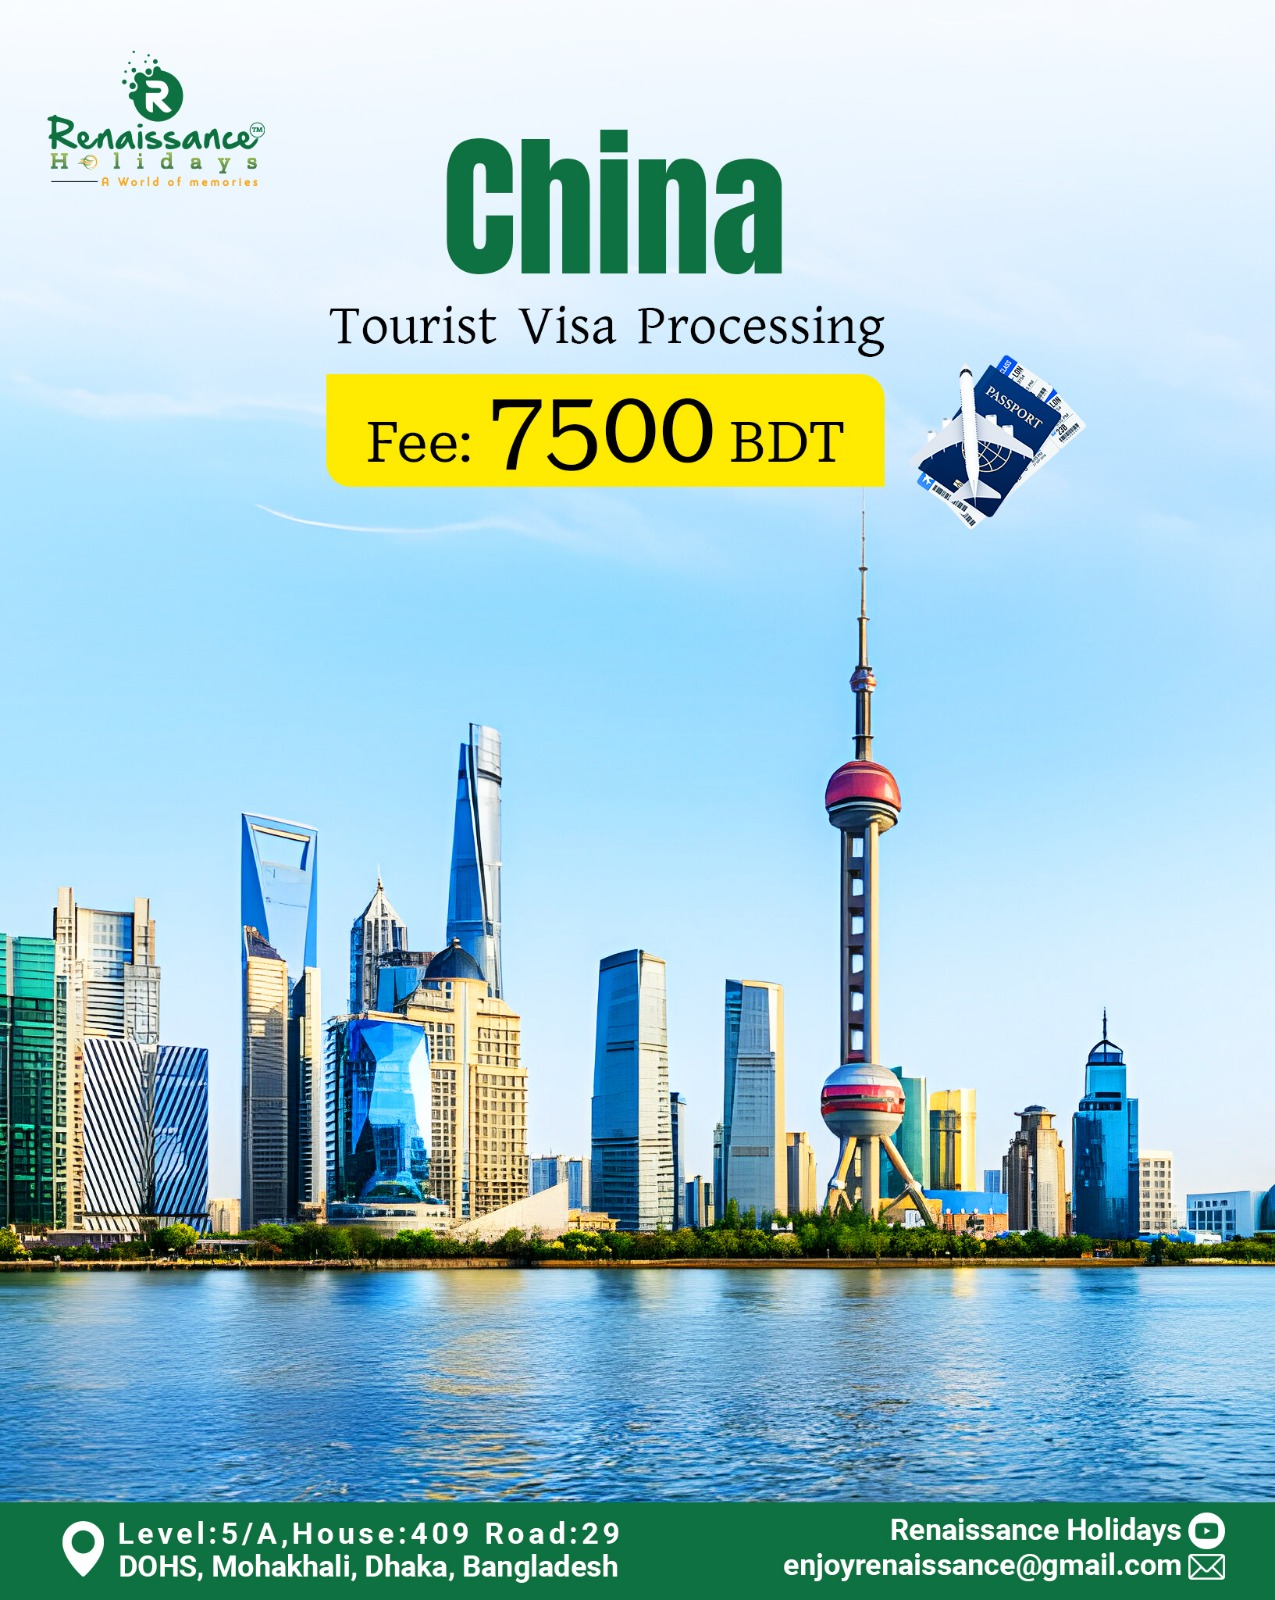 Renaissance™
Holidays
A World of memories
China
Tourist Visa Processing
Fee: 7500 BDT
PASSPORT
Level:5/A,House:409 Road:29
DOHS, Mohakhali, Dhaka, Bangladesh
Renaissance Holidays
enjoyrenaissance@gmail.com